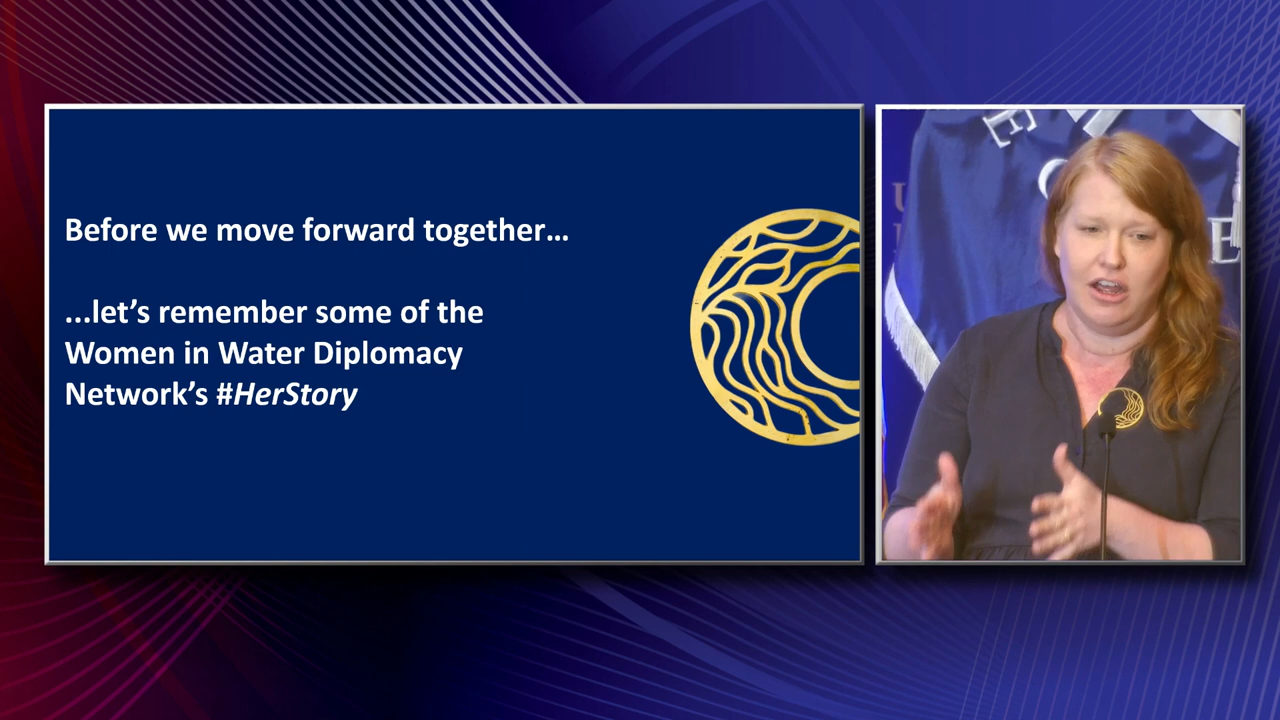 Before we move forward together…
...let’s remember some of the
Women in Water Diplomacy
Network’s #HerStory
E
E